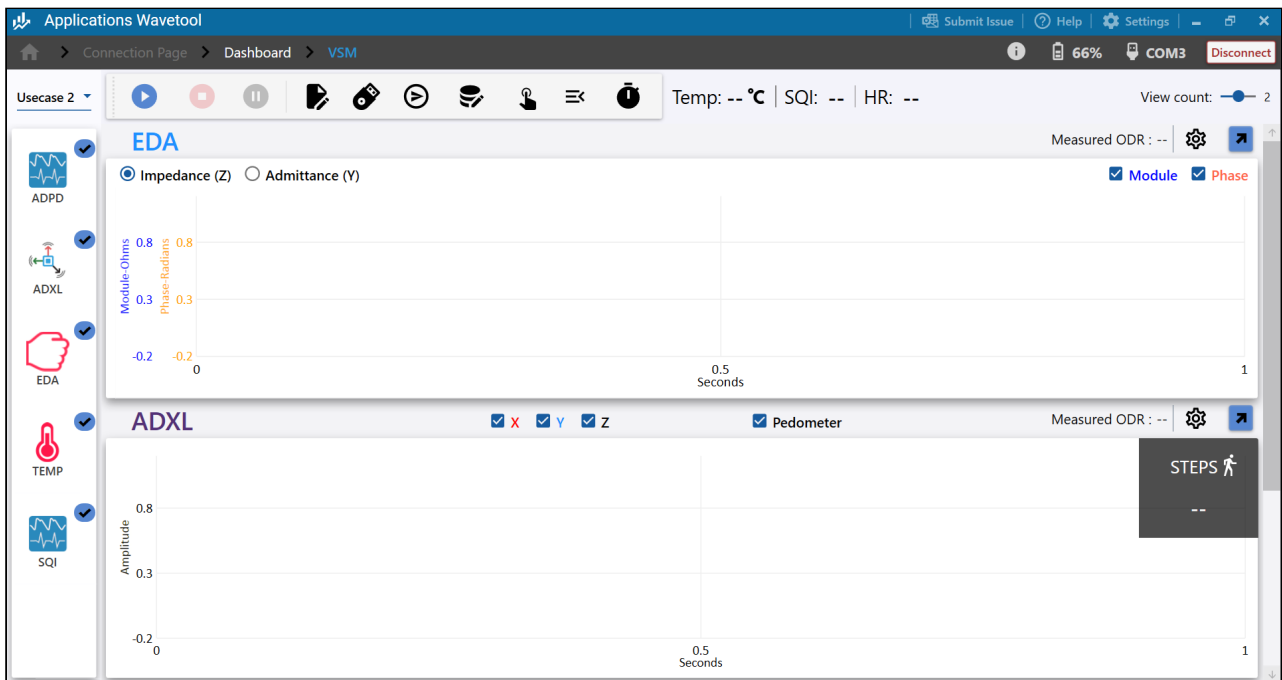 Applications Wavetool
Submit Issue
Help
Settings
Connection Page
Dashboard
VSM
66%
COM3
Disconnect
Usecase 2
Temp: -- °C
SQI: --
HR: --
View count:
2
ADPD
ADXL
EDA
TEMP
SQI
EDA
Measured ODR : --
Impedance (Z)
Admittance (Y)
Module
Phase
Module-Ohms
0.8
0.3
-0.2
Phase-Radians
0.8
0.3
-0.2
0
0.5
1
Seconds
ADXL
X
Y
Z
Pedometer
Measured ODR : --
STEPS
--
Amplitude
0.8
0.3
-0.2
0
0.5
1
Seconds